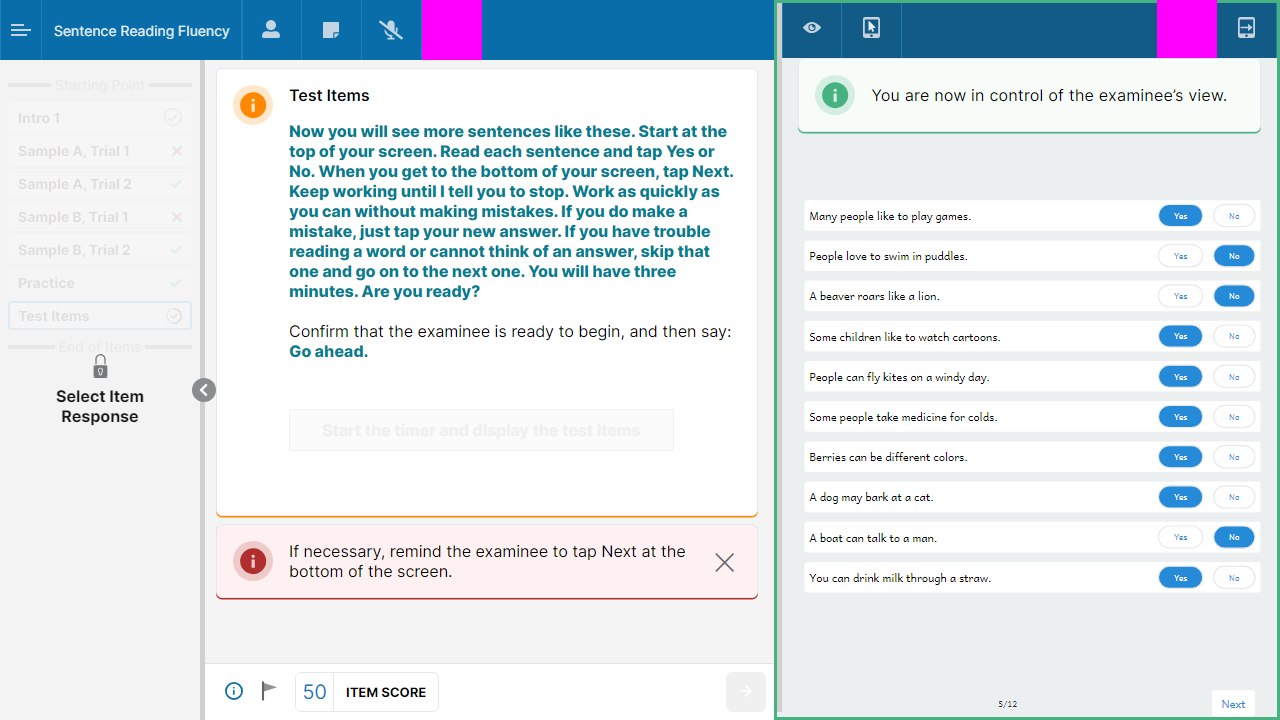 Sentence Reading Fluency
Starting Point
Intro 1
Sample A, Trial 1
Sample A, Trial 2
Sample B, Trial 1
Sample B, Trial 2
Practice
Test Items
End of Items
Select Item
Response
Test Items
Now you will see more sentences like these. Start at the
top of your screen. Read each sentence and tap Yes or
No. When you get to the bottom of your screen, tap Next.
Keep working until I tell you to stop. Work as quickly as
you can without making mistakes. If you do make a
mistake, just tap your new answer. If you have trouble
reading a word or cannot think of an answer, skip that
one and go on to the next one. You will have three
minutes. Are you ready?
Confirm that the examinee is ready to begin, and then say:
Go ahead.
Start the timer and display the test items
If necessary, remind the examinee to tap Next at the
bottom of the screen.
50 ITEM SCORE
You are now in control of the examinee’s view.
Many people like to play games. Yes No
People love to swim in puddles. Yes No
A beaver roars like a lion. Yes No
Some children like to watch cartoons. Yes No
People can fly kites on a windy day. Yes No
Some people take medicine for colds. Yes No
Berries can be different colors. Yes No
A dog may bark at a cat. Yes No
A boat can talk to a man. Yes No
You can drink milk through a straw. Yes No
5/12
Next